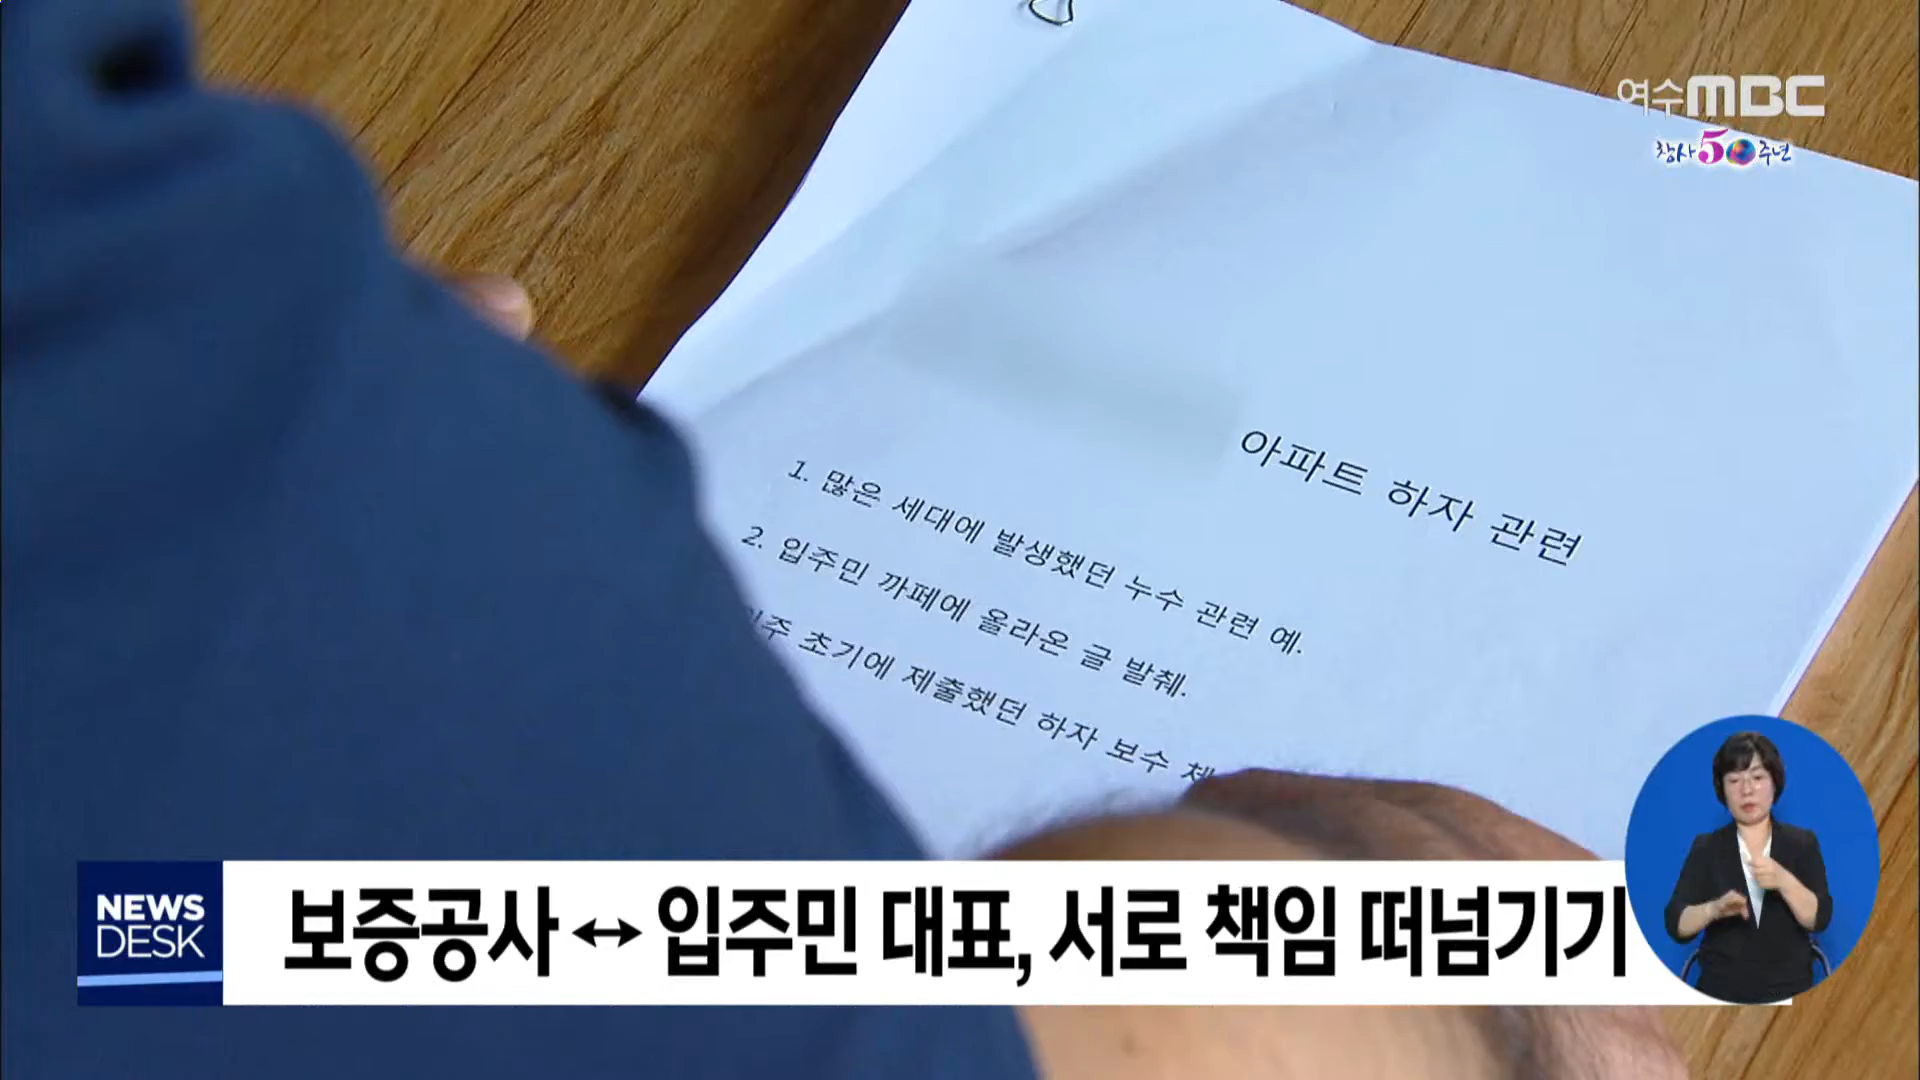 여수MBC
창사50주년
아파트 하자 관련
1. 많은 세대에 발생했던 누수 관련 예.
2. 입주민 까페에 올라온 글 발췌.
초기에 제출했던 하자 보수
NEWS
DESK
보증공사↔입주민 대표, 서로 책임 떠넘기기